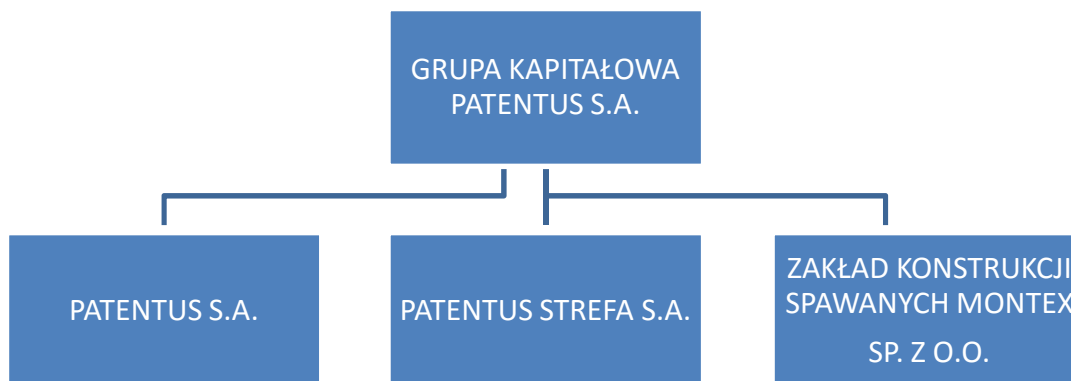 GRUPA KAPITAŁOWA
PATENTUS S.A.
PATENTUS S.A.
PATENTUS STREFA S.A.
ZAKŁAD KONSTRUKCJI
SPAWANYCH MONTEX
SP. Z O.O.